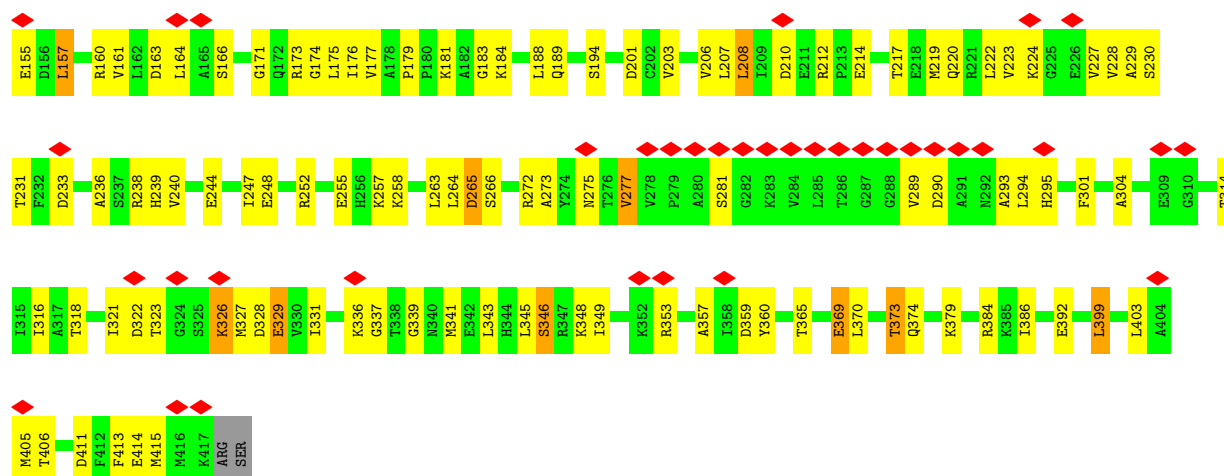 E155 D156 L157 R160 V161 L162 D163 L164 A165 S166 G171 Q172 R173 G174 L175 I176 V177 A178 P179 P180 K181 A182 G183 K184 L188 Q189 S194 D201 C202 V203 V206 L207 L208 I209 D210 E211 R212 P213 E214 T217 E218 M219 Q220 R221 L222 V223 K224 G225 E226 V227 V228 A229 S230
T231 F232 D233 A236 S237 R238 H239 V240 E244 I247 E248 R252 E255 H256 K257 K258 L263 L264 D265 S266 R272 A273 Y274 N275 T276 V277 V278 P279 A280 S281 G282 K283 V284 L285 T286 G287 G288 V289 D290 A291 N292 A293 L294 H295 F301 A304 E309 G310
I315 I316 A317 T318 I321 D322 T323 G324 S325 K326 M327 D328 E329 V330 I331 K336 G337 T338 G339 N340 M341 E342 L343 H344 L345 S346 R347 K348 I349 K352 R353 A357 I358 D359 Y360 T365 E369 L370 T373 Q374 K379 R384 K385 I386 E392 L399 L403 A404
M405 T406 D411 F412 F413 E414 M415 M416 K417 ARG SER